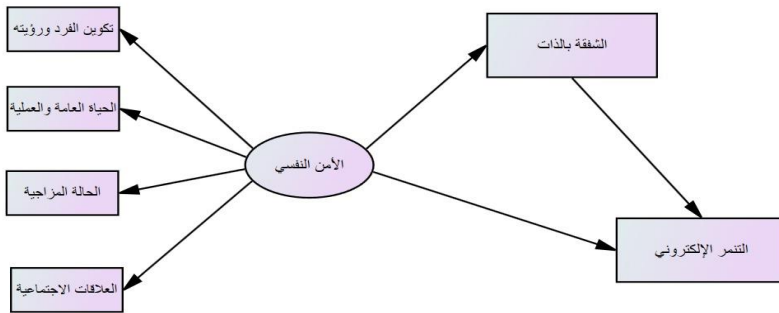 تكوين الفرد ورؤيته
الشفقة بالذات
الحياة العامة والعملية
الأمن النفسي
الحالة المزاجية
التنمر الإلكتروني
العلاقات الاجتماعية